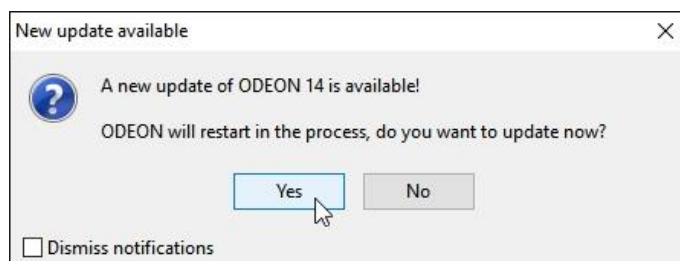 New update available
A new update of ODEON 14 is available!
ODEON will restart in the process, do you want to update now?
Yes No
Dismiss notifications